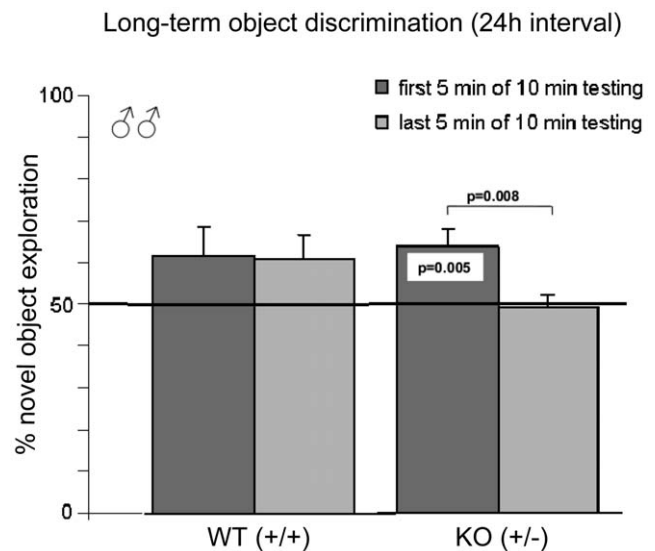 Long-term object discrimination (24h interval)
first 5 min of 10 min testing
last 5 min of 10 min testing
♂♂
% novel object exploration
100
50
0
p=0.008
p=0.005
WT (+/+)
KO (+/-)